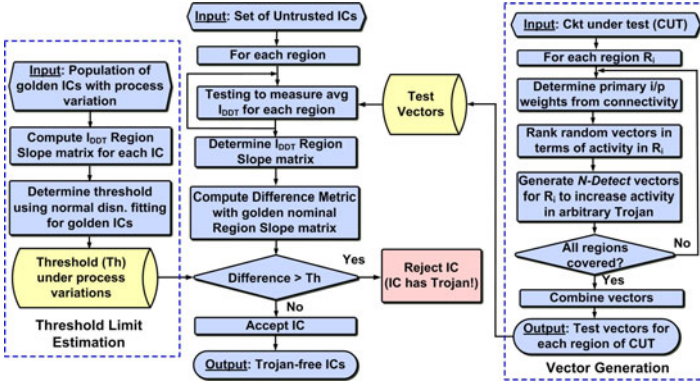 Input: Population of
golden ICs with process
variation
Compute IDDT Region
Slope matrix for each IC
Determine threshold
using normal disn. fitting
for golden ICs
Threshold (Th)
under process
variations
Threshold Limit
Estimation
Input: Set of Untrusted ICs
For each region
Testing to measure avg
IDDT for each region
Determine IDDT Region
Slope matrix
Compute Difference Metric
with golden nominal
Region Slope matrix
Difference > Th
Yes
No
Reject IC
(IC has Trojan!)
Accept IC
Output: Trojan-free ICs
Test
Vectors
Input: Ckt under test (CUT)
For each region Ri
Determine primary i/p
weights from connectivity
Rank random vectors in
terms of activity in Ri
Generate N-Detect vectors
for Ri to increase activity
in arbitrary Trojan
All regions
covered?
No
Yes
Combine vectors
Output: Test vectors for
each region of CUT
Vector Generation